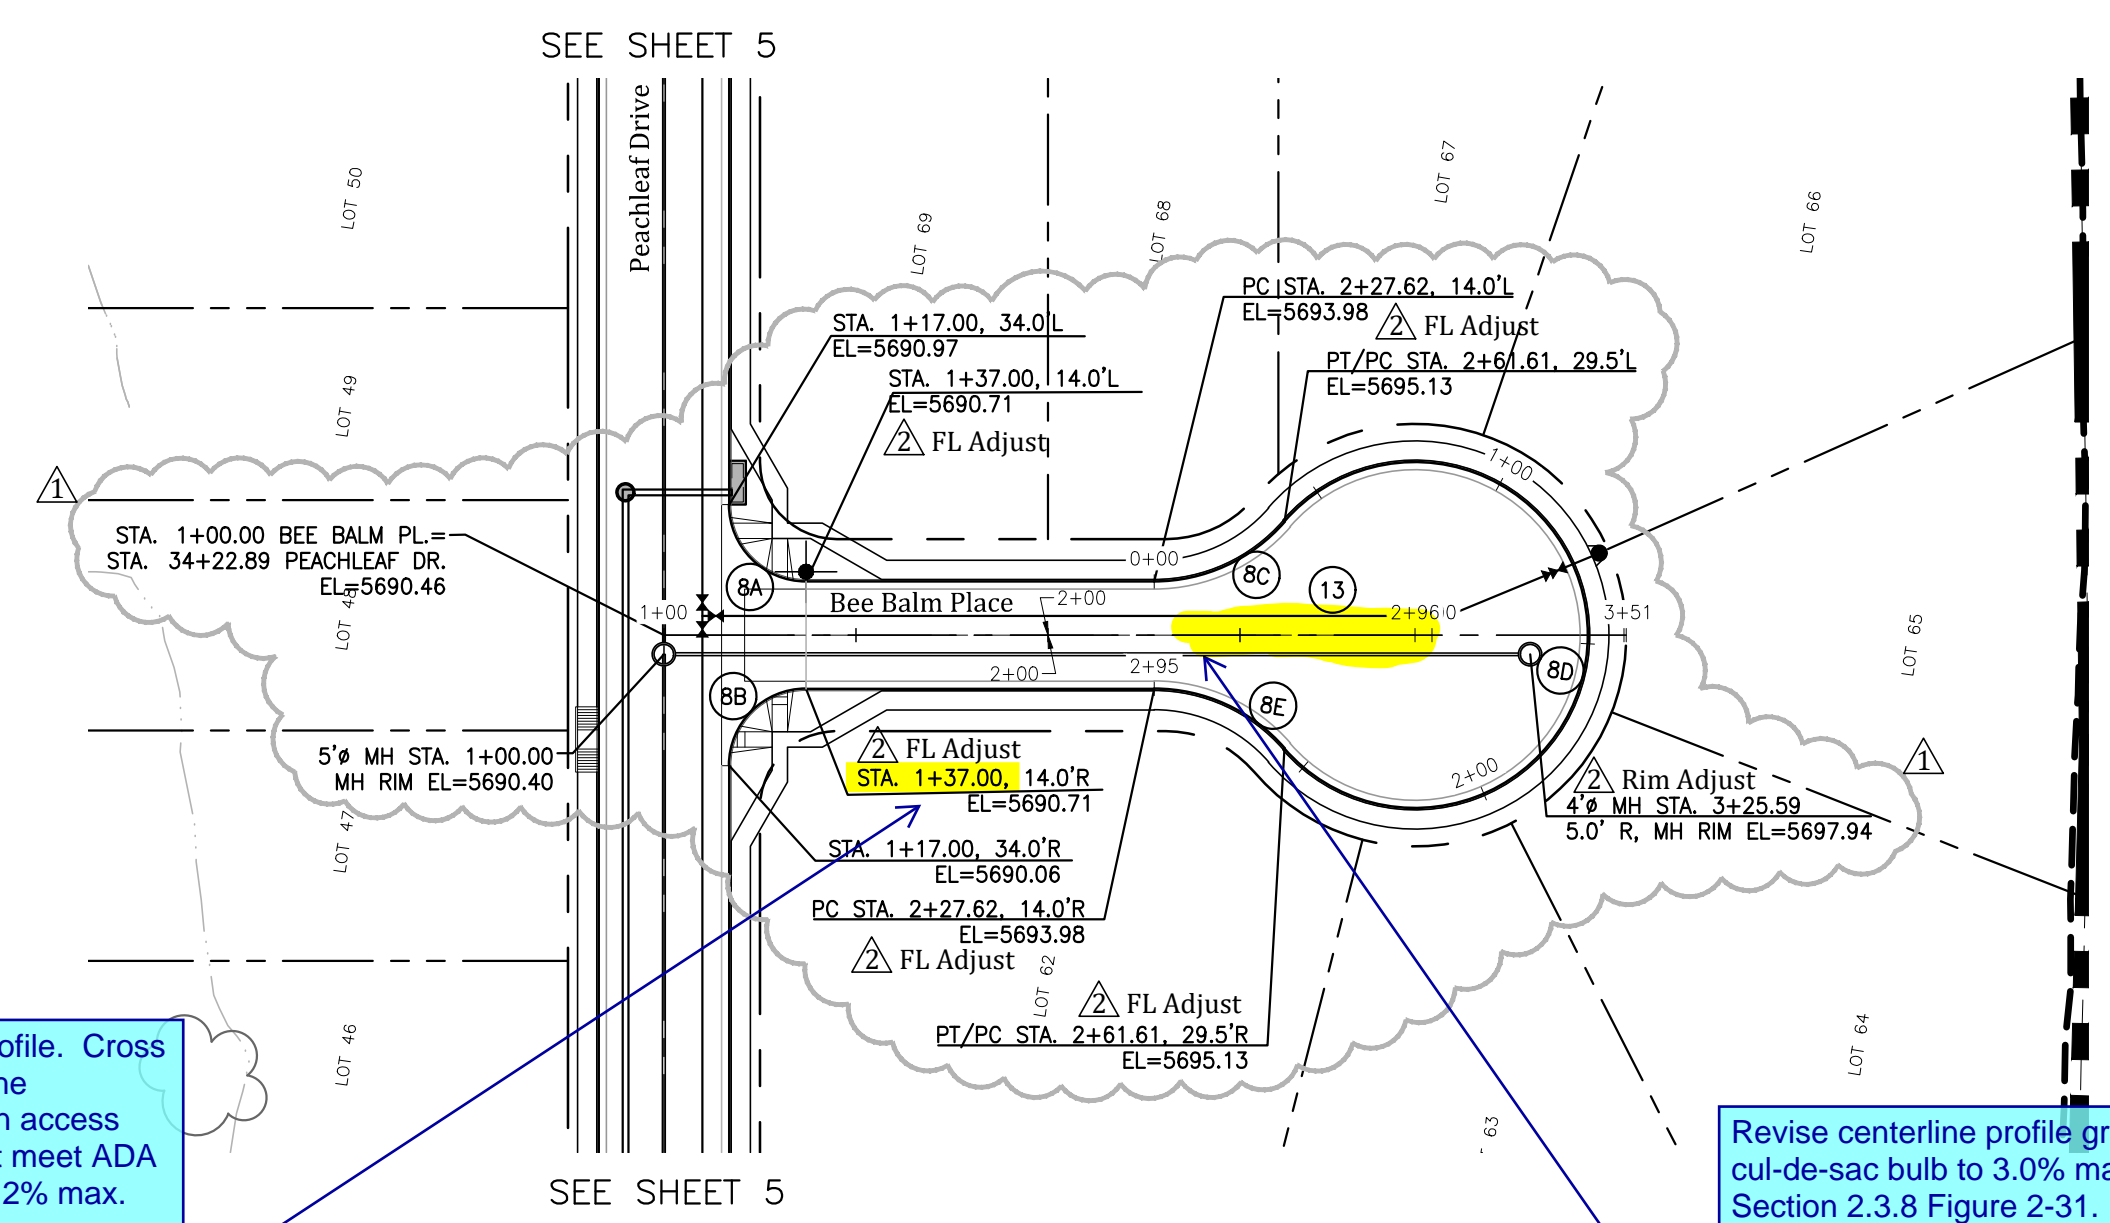 SEE SHEET 5
Peachleaf Drive
LOT 50
LOT 69
LOT 68
LOT 67
LOT 66
PC STA. 2+27.62, 14.0'L
EL=5693.98
2 FL Adjust
STA. 1+17.00, 34.0'L
EL=5690.97
PT/PC STA. 2+61.61, 29.5'L
EL=5695.13
STA. 1+37.00, 14.0'L
EL=5690.71
2 FL Adjust
LOT 49
1
1+00
STA. 1+00.00 BEE BALM PL.=
STA. 34+22.89 PEACHLEAF DR.
EL=5690.46
LOT 48
0+00
8A
8C
13
Bee Balm Place
1+00
2+00
2+96
3+51
2+00
2+95
8B
8E
8D
LOT 65
5'ø MH STA. 1+00.00
MH RIM EL=5690.40
2 FL Adjust
STA. 1+37.00, 14.0'R
EL=5690.71
2+00
2 Rim Adjust
4'ø MH STA. 3+25.59
5.0' R, MH RIM EL=5697.94
1
LOT 47
STA. 1+17.00, 34.0'R
EL=5690.06
PC STA. 2+27.62, 14.0'R
EL=5693.98
2 FL Adjust
LOT 62
2 FL Adjust
PT/PC STA. 2+61.61, 29.5'R
EL=5695.13
LOT 46
LOT 64
63
ofile. Cross
ne
n access
t meet ADA
2% max.
SEE SHEET 5
Revise centerline profile gr
cul-de-sac bulb to 3.0% ma
Section 2.3.8 Figure 2-31.